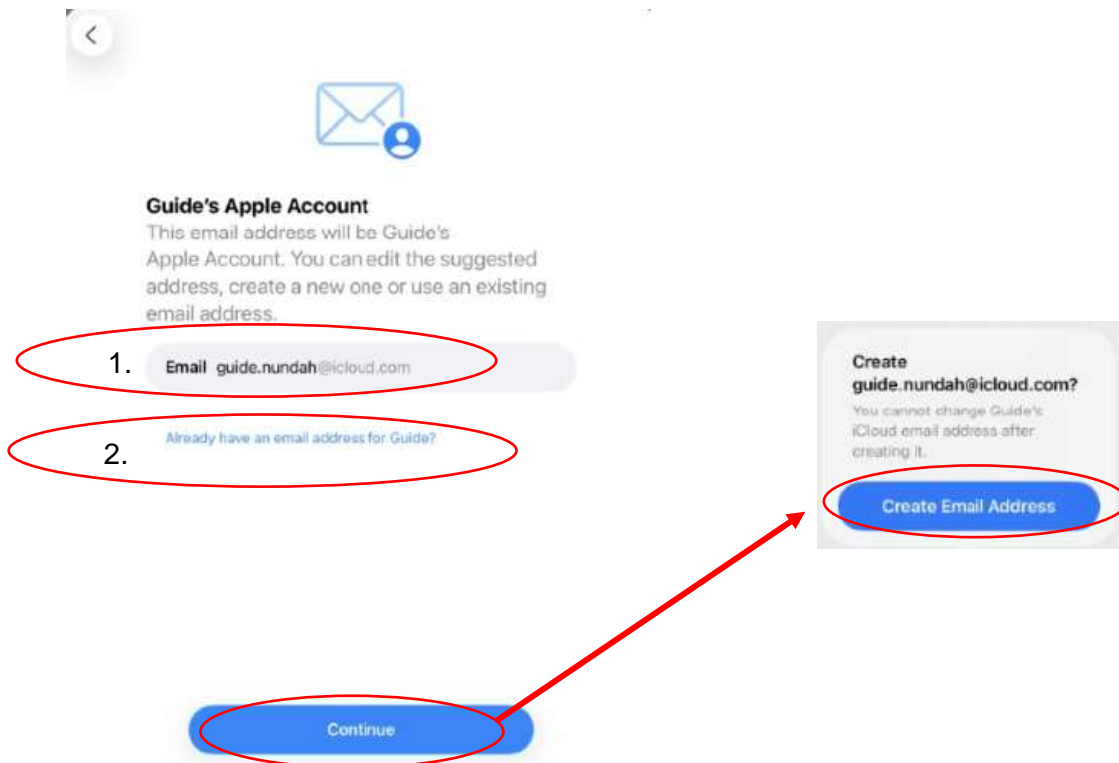 Guide's Apple Account
This email address will be Guide's
Apple Account. You can edit the suggested
address, create a new one or use an existing
email address.
1.
Email guide.nundah@icloud.com
2.
Already have an email address for Guide?
Continue
Create
guide.nundah@icloud.com?
You cannot change Guide's
iCloud email address after
creating it.
Create Email Address